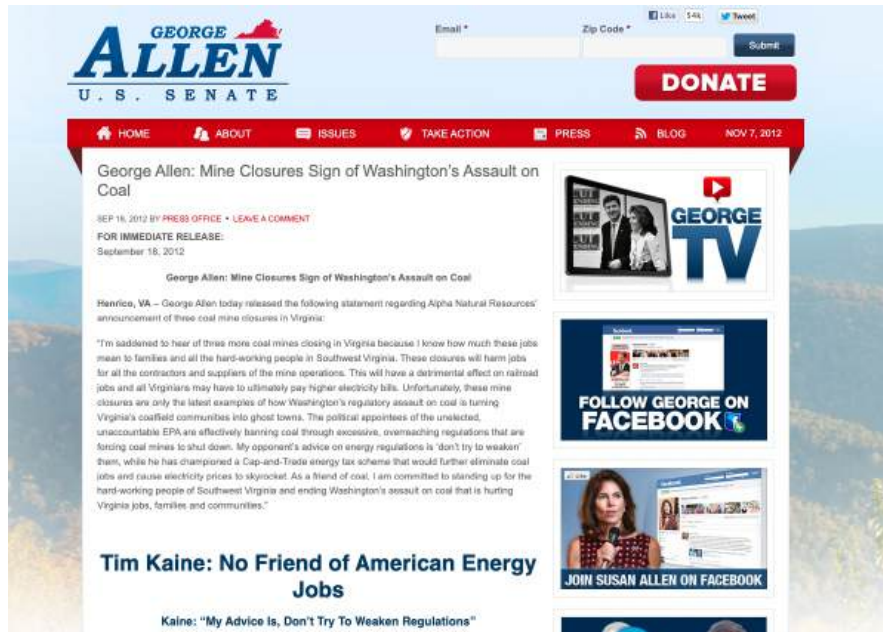 GEORGE
ALLEN
U.S. SENATE
Email *
Zip Code *
Like 54k
Tweet
Submit
DONATE
HOME
ABOUT
ISSUES
TAKE ACTION
PRESS
BLOG
NOV 7, 2012
George Allen: Mine Closures Sign of Washington's Assault on
Coal
SEP 18, 2012 BY PRESS OFFICE • LEAVE A COMMENT
FOR IMMEDIATE RELEASE:
September 18, 2012
George Allen: Mine Closures Sign of Washington's Assault on Coal
Henrico, VA – George Allen today released the following statement regarding Alpha Natural Resources'
announcement of three coal mine closures in Virginia:
"I'm saddened to hear of three more coal mines closing in Virginia because I know how much these jobs
mean to families and all the hard-working people in Southwest Virginia. These closures will harm jobs
for all the contractors and suppliers of the mine operations. This will have a detrimental effect on railroad
jobs and all Virginians may have to ultimately pay higher electricity bills. Unfortunately, these mine
closures are only the latest examples of how Washington's regulatory assault on coal is turning
Virginia's coalfield communities into ghost towns. The political appointees of the unelected,
unaccountable EPA are effectively banning coal through excessive, overreaching regulations that are
forcing coal mines to shut down. My opponent's advice on energy regulations is 'don't try to weaken'
them, while he has championed a Cap-and-Trade energy tax scheme that would further eliminate coal
jobs and cause electricity prices to skyrocket. As a friend of coal, I am committed to standing up for the
hard-working people of Southwest Virginia and ending Washington's assault on coal that is hurting
Virginia jobs, families and communities."
Tim Kaine: No Friend of American Energy
Jobs
Kaine: "My Advice Is, Don't Try To Weaken Regulations"
GEORGE
TV
facebook
FOLLOW GEORGE ON
FACEBOOK
Like
facebook
JOIN SUSAN ALLEN ON FACEBOOK